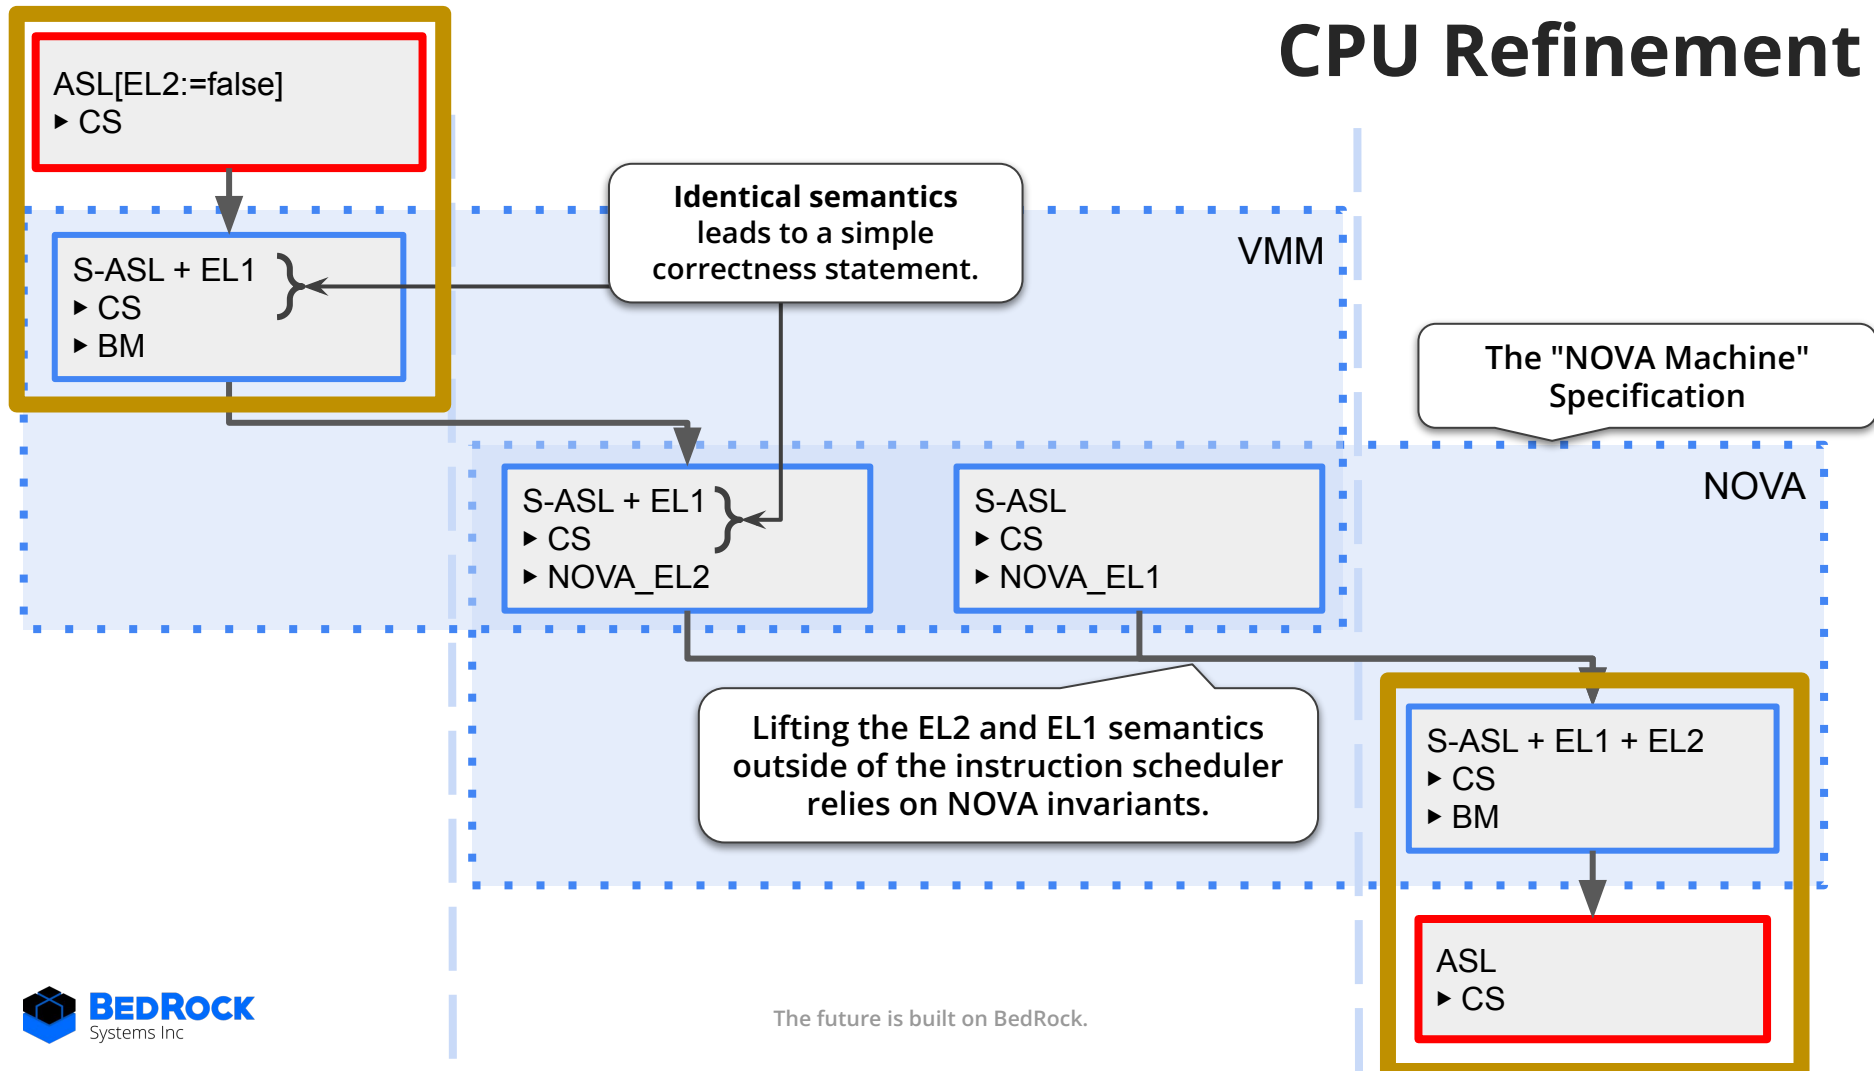 CPU Refinement
ASL[EL2:=false]
▸ CS
Identical semantics
leads to a simple
correctness statement.
VMM
S-ASL + EL1
▸ CS
▸ BM
The "NOVA Machine"
Specification
NOVA
S-ASL + EL1
▸ CS
▸ NOVA_EL2
S-ASL
▸ CS
▸ NOVA_EL1
Lifting the EL2 and EL1 semantics
outside of the instruction scheduler
relies on NOVA invariants.
S-ASL + EL1 + EL2
▸ CS
▸ BM
ASL
▸ CS
BEDROCK
Systems Inc
The future is built on BedRock.